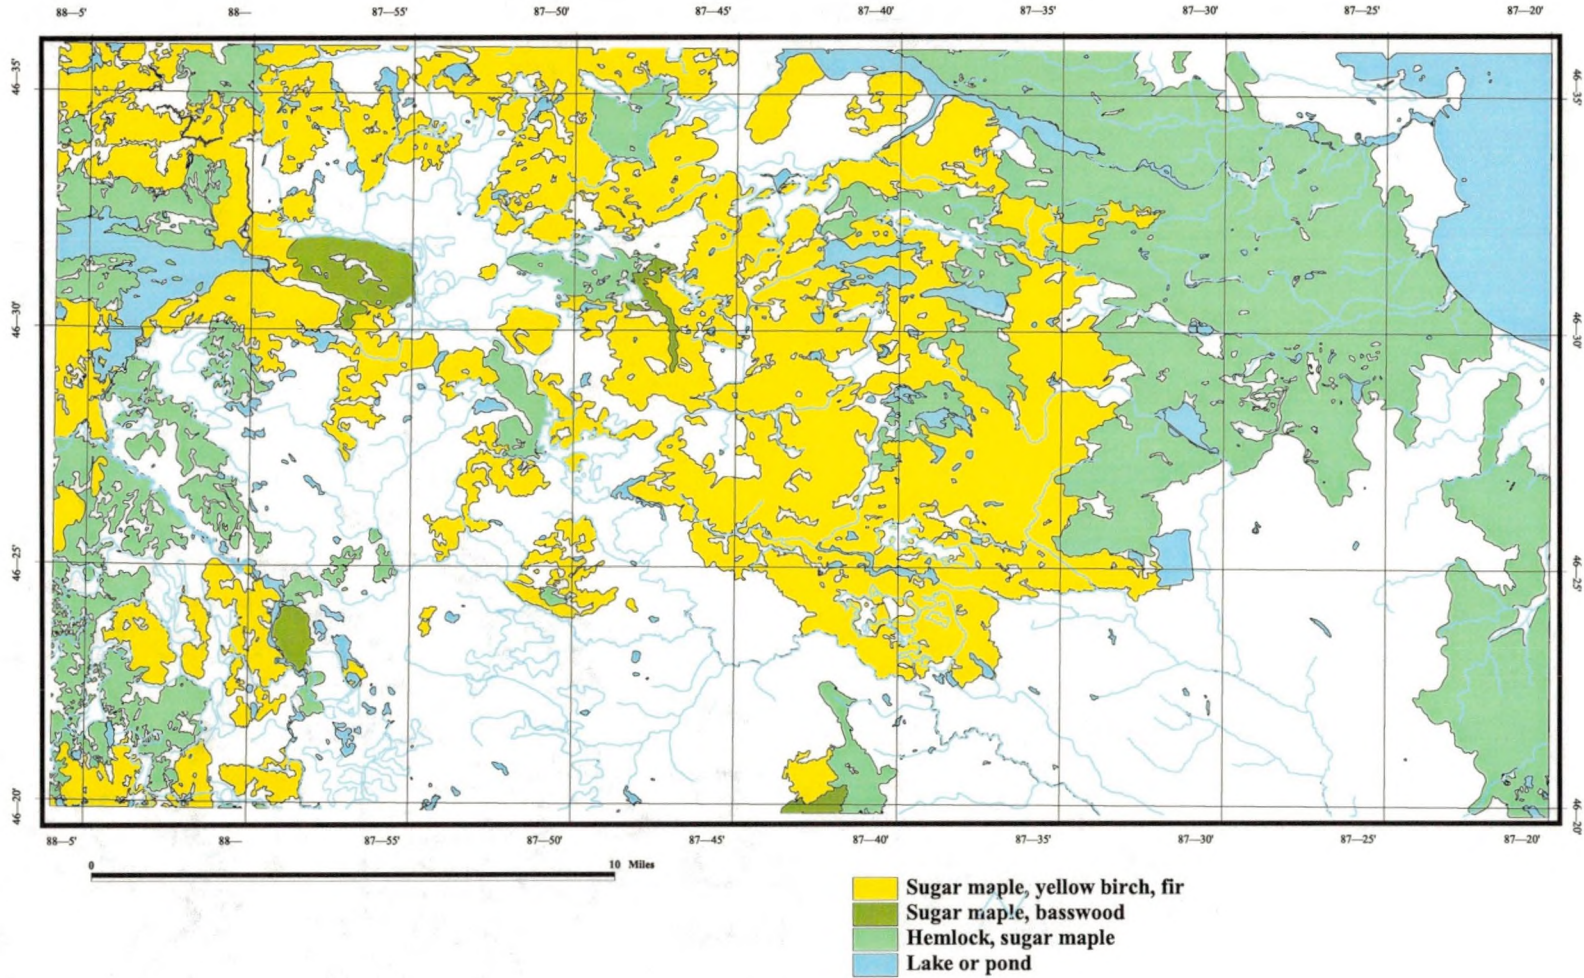 88—5' 88— 87—55' 87—50' 87—45' 87—40' 87—35' 87—30' 87—25' 87—20'
46-35' 46-35'
46-30' 46-30'
46-25' 46-25'
46-20' 46-20'
88—5' 88— 87—55' 87—50' 87—45' 87—40' 87—35' 87—30' 87—25' 87—20'
0 10 Miles
Sugar maple, yellow birch, fir
Sugar maple, basswood
Hemlock, sugar maple
Lake or pond